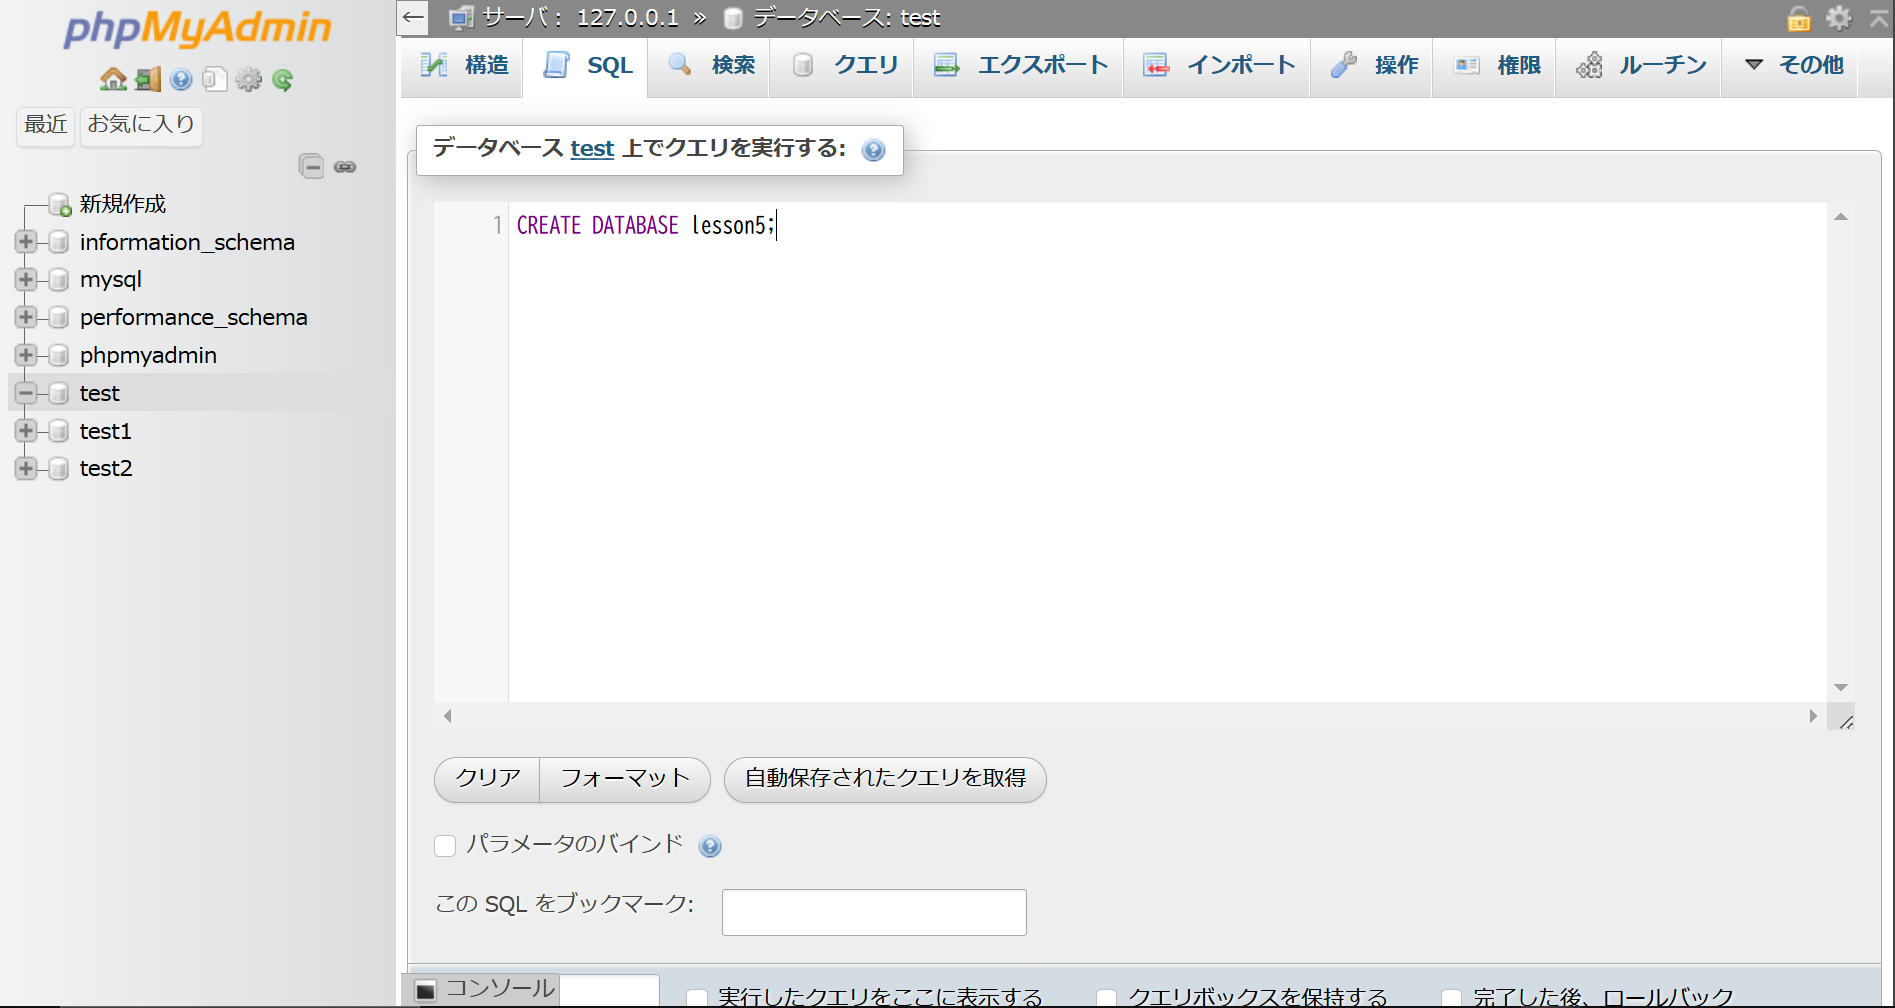 phpMyAdmin
最近 お気に入り
新規作成
information_schema
mysql
performance_schema
phpmyadmin
test
test1
test2
サーバ: 127.0.0.1 » データベース: test
構造 SQL 検索 クエリ エクスポート インポート 操作 権限 ルーチン その他
データベース test 上でクエリを実行する:
1 CREATE DATABASE lesson5;
クリア フォーマット 自動保存されたクエリを取得
パラメータのバインド
この SQL をブックマーク:
コンソール 実行したクエリをここに表示する クエリボックスを保持する 完了した後、ロールバック